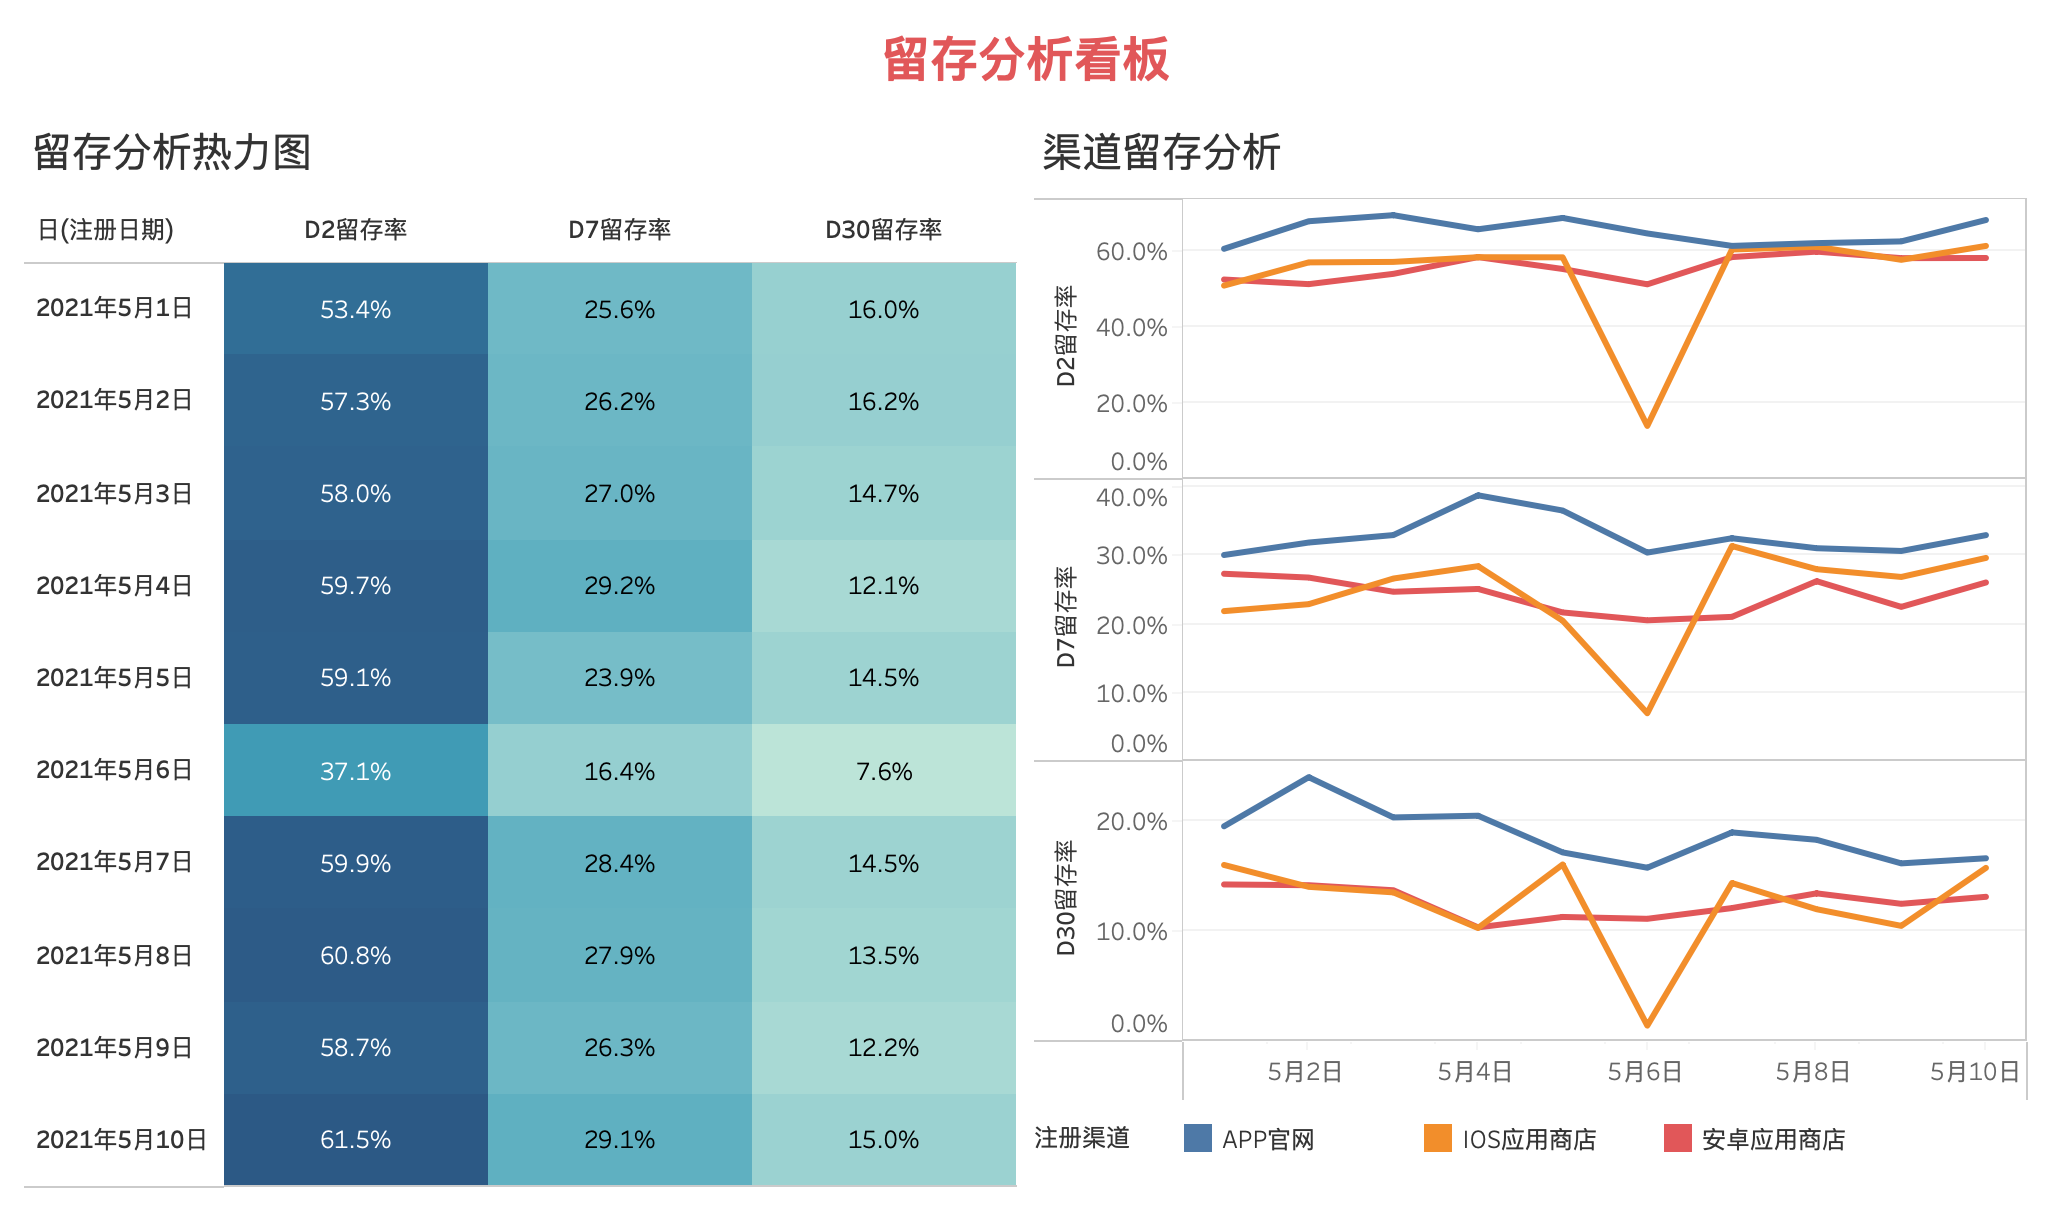 留存分析看板
留存分析热力图
日(注册日期) D2留存率 D7留存率 D30留存率
2021年5月1日 53.4% 25.6% 16.0%
2021年5月2日 57.3% 26.2% 16.2%
2021年5月3日 58.0% 27.0% 14.7%
2021年5月4日 59.7% 29.2% 12.1%
2021年5月5日 59.1% 23.9% 14.5%
2021年5月6日 37.1% 16.4% 7.6%
2021年5月7日 59.9% 28.4% 14.5%
2021年5月8日 60.8% 27.9% 13.5%
2021年5月9日 58.7% 26.3% 12.2%
2021年5月10日 61.5% 29.1% 15.0%
渠道留存分析
D2留存率
60.0%
40.0%
20.0%
0.0%
D7留存率
40.0%
30.0%
20.0%
10.0%
0.0%
D30留存率
20.0%
10.0%
0.0%
5月2日 5月4日 5月6日 5月8日 5月10日
注册渠道 APP官网 IOS应用商店 安卓应用商店